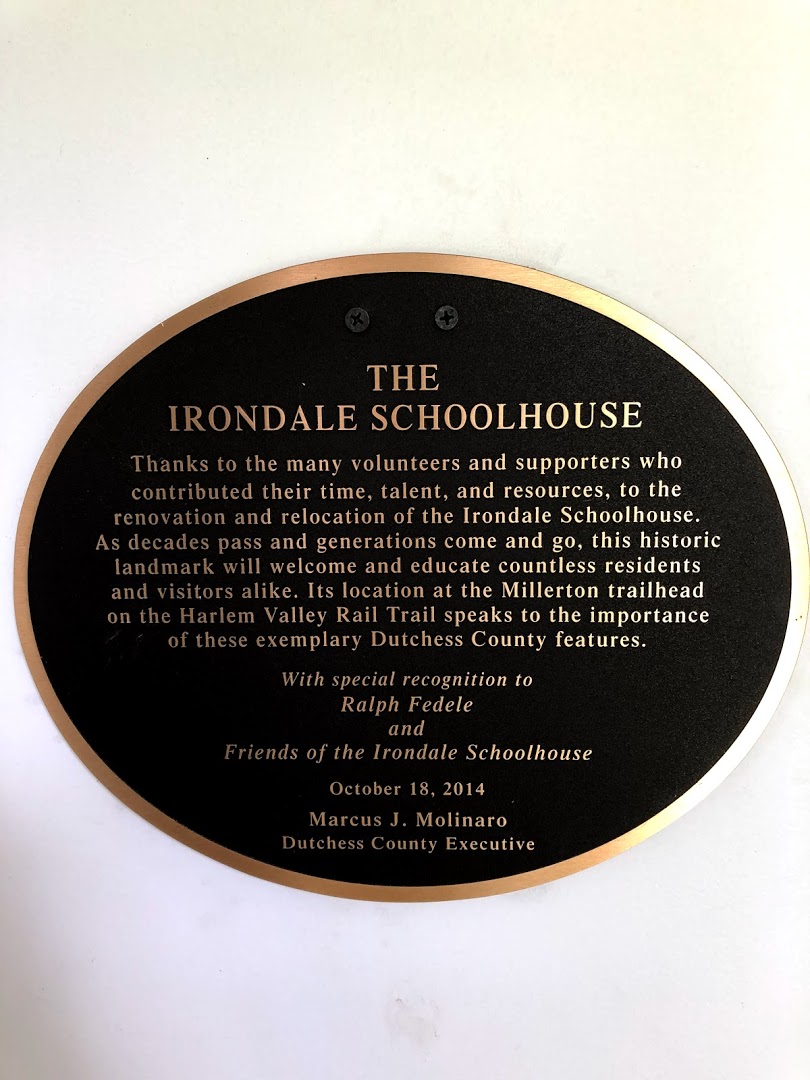 THE
IRONDALE SCHOOLHOUSE
Thanks to the many volunteers and supporters who
contributed their time, talent, and resources, to the
renovation and relocation of the Irondale Schoolhouse.
As decades pass and generations come and go, this historic
landmark will welcome and educate countless residents
and visitors alike. Its location at the Millerton trailhead
on the Harlem Valley Rail Trail speaks to the importance
of these exemplary Dutchess County features.
With special recognition to
Ralph Fedele
and
Friends of the Irondale Schoolhouse
October 18, 2014
Marcus J. Molinaro
Dutchess County Executive